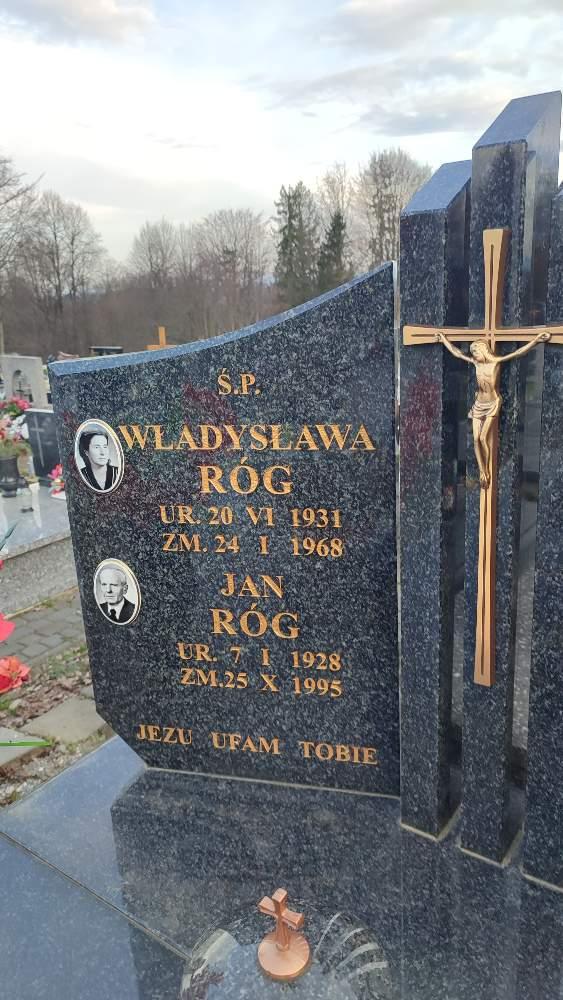 Ś.P.
WŁADYSŁAWA
RÓG
UR. 20 VI 1931
ZM. 24 I 1968
JAN
RÓG
UR. 7 I 1928
ZM. 25 X 1995
JEZU UFAM TOBIE